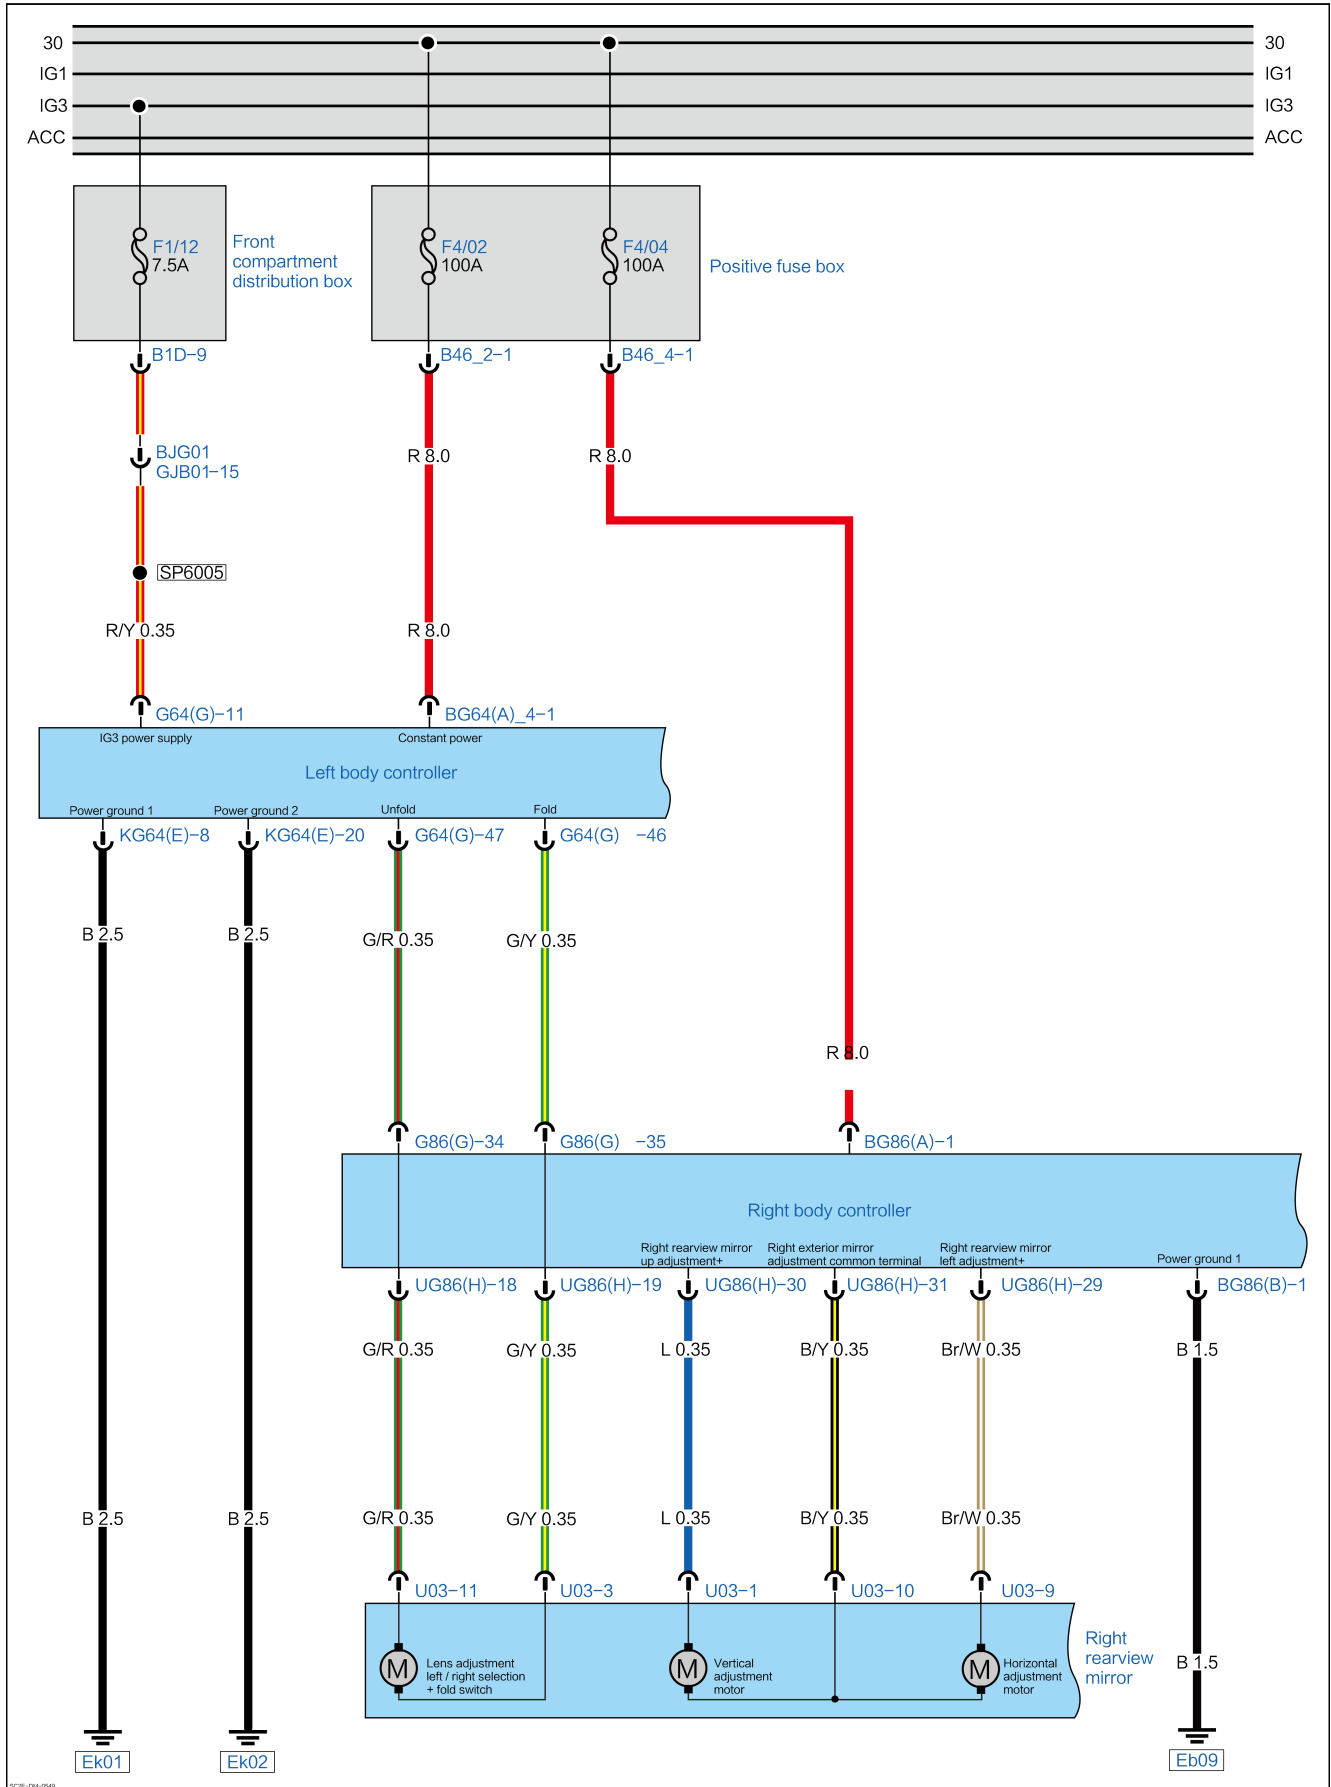 30 30
IG1 IG1
IG3 IG3
ACC ACC
F1/12
7.5A
Front
compartment
distribution box
F4/02
100A
F4/04
100A
Positive fuse box
B1D-9
B46_2-1
B46_4-1
BJG01
GJB01-15
R 8.0
R 8.0
SP6005
R/Y 0.35
R 8.0
G64(G)-11
BG64(A)_4-1
IG3 power supply
Constant power
Left body controller
Power ground 1
Power ground 2
Unfold
Fold
KG64(E)-8
KG64(E)-20
G64(G)-47
G64(G) -46
B 2.5
B 2.5
G/R 0.35
G/Y 0.35
R 8.0
G86(G)-34
G86(G) -35
BG86(A)-1
Right body controller
Right rearview mirror
up adjustment+
Right exterior mirror
adjustment common terminal
Right rearview mirror
left adjustment+
Power ground 1
UG86(H)-18
UG86(H)-19
UG86(H)-30
UG86(H)-31
UG86(H)-29
BG86(B)-1
G/R 0.35
G/Y 0.35
L 0.35
B/Y 0.35
Br/W 0.35
B 1.5
B 2.5
B 2.5
G/R 0.35
G/Y 0.35
L 0.35
B/Y 0.35
Br/W 0.35
U03-11
U03-3
U03-1
U03-10
U03-9
M
Lens adjustment
left / right selection
+ fold switch
M
Vertical
adjustment
motor
M
Horizontal
adjustment
motor
Right
rearview
mirror
B 1.5
Ek01
Ek02
Eb09